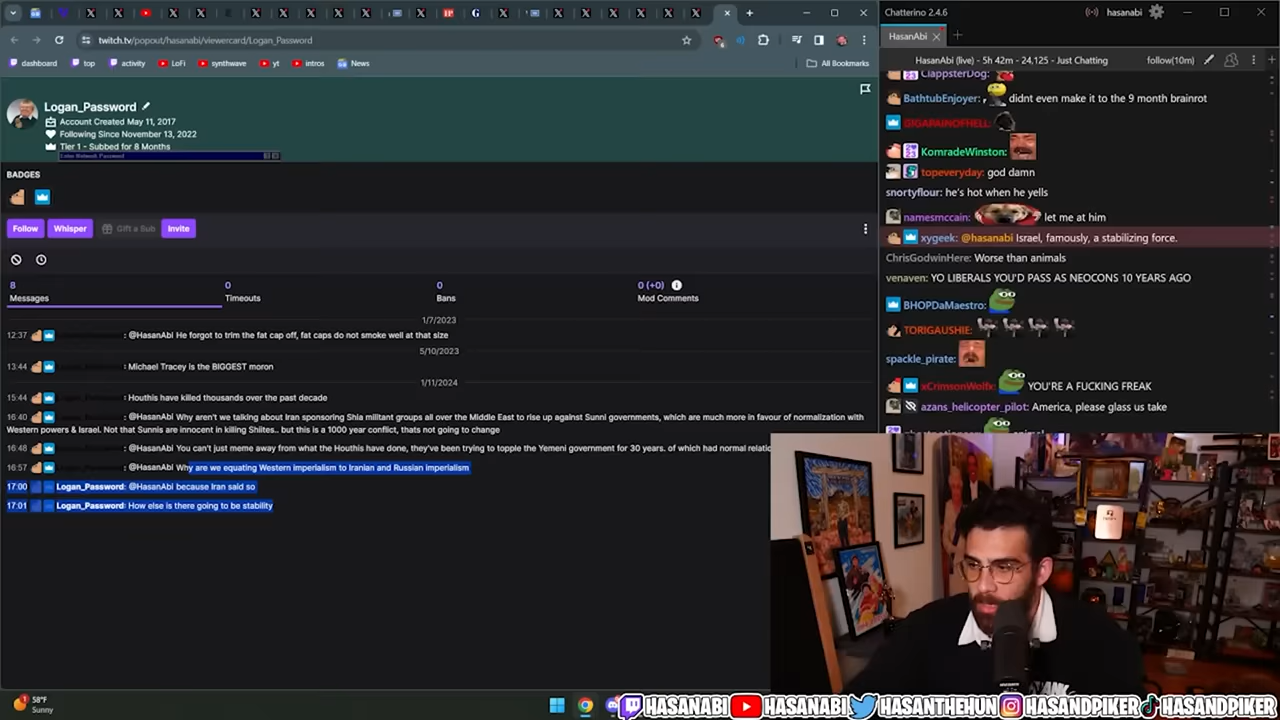 Chatterino 2.4.6
hasanabi
twitch.tv/popout/hasanabi/viewercard/Logan_Password
HasanAbi
dashboard
top
activity
LoFi
synthwave
yt
intros
News
All Bookmarks
HasanAbi (live) - 5h 42m - 24,125 - Just Chatting
follow(10m)
ClappsterDog:
BathtubEnjoyer: didnt even make it to the 9 month brainrot
GIGAPAINOFHELL:
KomradeWinston:
topeveryday: god damn
snortyflour: he's hot when he yells
namesmccain: let me at him
xygeek: @hasanabi Israel, famously, a stabilizing force.
ChrisGodwinHere: Worse than animals
venaven: YO LIBERALS YOU'D PASS AS NEOCONS 10 YEARS AGO
BHOPDaMaestro:
TORIGAUSHIE:
spackle_pirate:
xCrimsonWolfx: YOU'RE A FUCKING FREAK
azans_helicopter_pilot: America, please glass us take
Logan_Password
Account Created May 11, 2017
Following Since November 13, 2022
Tier 1 - Subbed for 8 Months
Enter Network Password
BADGES
Follow
Whisper
Gift a Sub
Invite
8
Messages
0
Timeouts
0
Bans
0 (+0)
Mod Comments
1/7/2023
12:37 : @HasanAbi He forgot to trim the fat cap off, fat caps do not smoke well at that size
5/10/2023
13:44 : Michael Tracey is the BIGGEST moron
1/11/2024
15:44 : Houthis have killed thousands over the past decade
16:40 : @HasanAbi Why aren't we talking about Iran sponsoring Shia militant groups all over the Middle East to rise up against Sunni governments, which are much more in favour of normalization with
Western powers & Israel. Not that Sunnis are innocent in killing Shiites.. but this is a 1000 year conflict, thats not going to change
16:48 : @HasanAbi You can't just meme away from what the Houthis have done, they've been trying to topple the Yemeni government for 30 years. of which had normal
16:57 : @HasanAbi Why are we equating Western imperialism to Iranian and Russian imperialism
17:00 Logan_Password: @HasanAbi because Iran said so
17:01 Logan_Password: How else is there going to be stability
58°F
Sunny
HASANABI
HASANABI
HASANTHEHUN
HASANDPIKER
HASANDPIKER